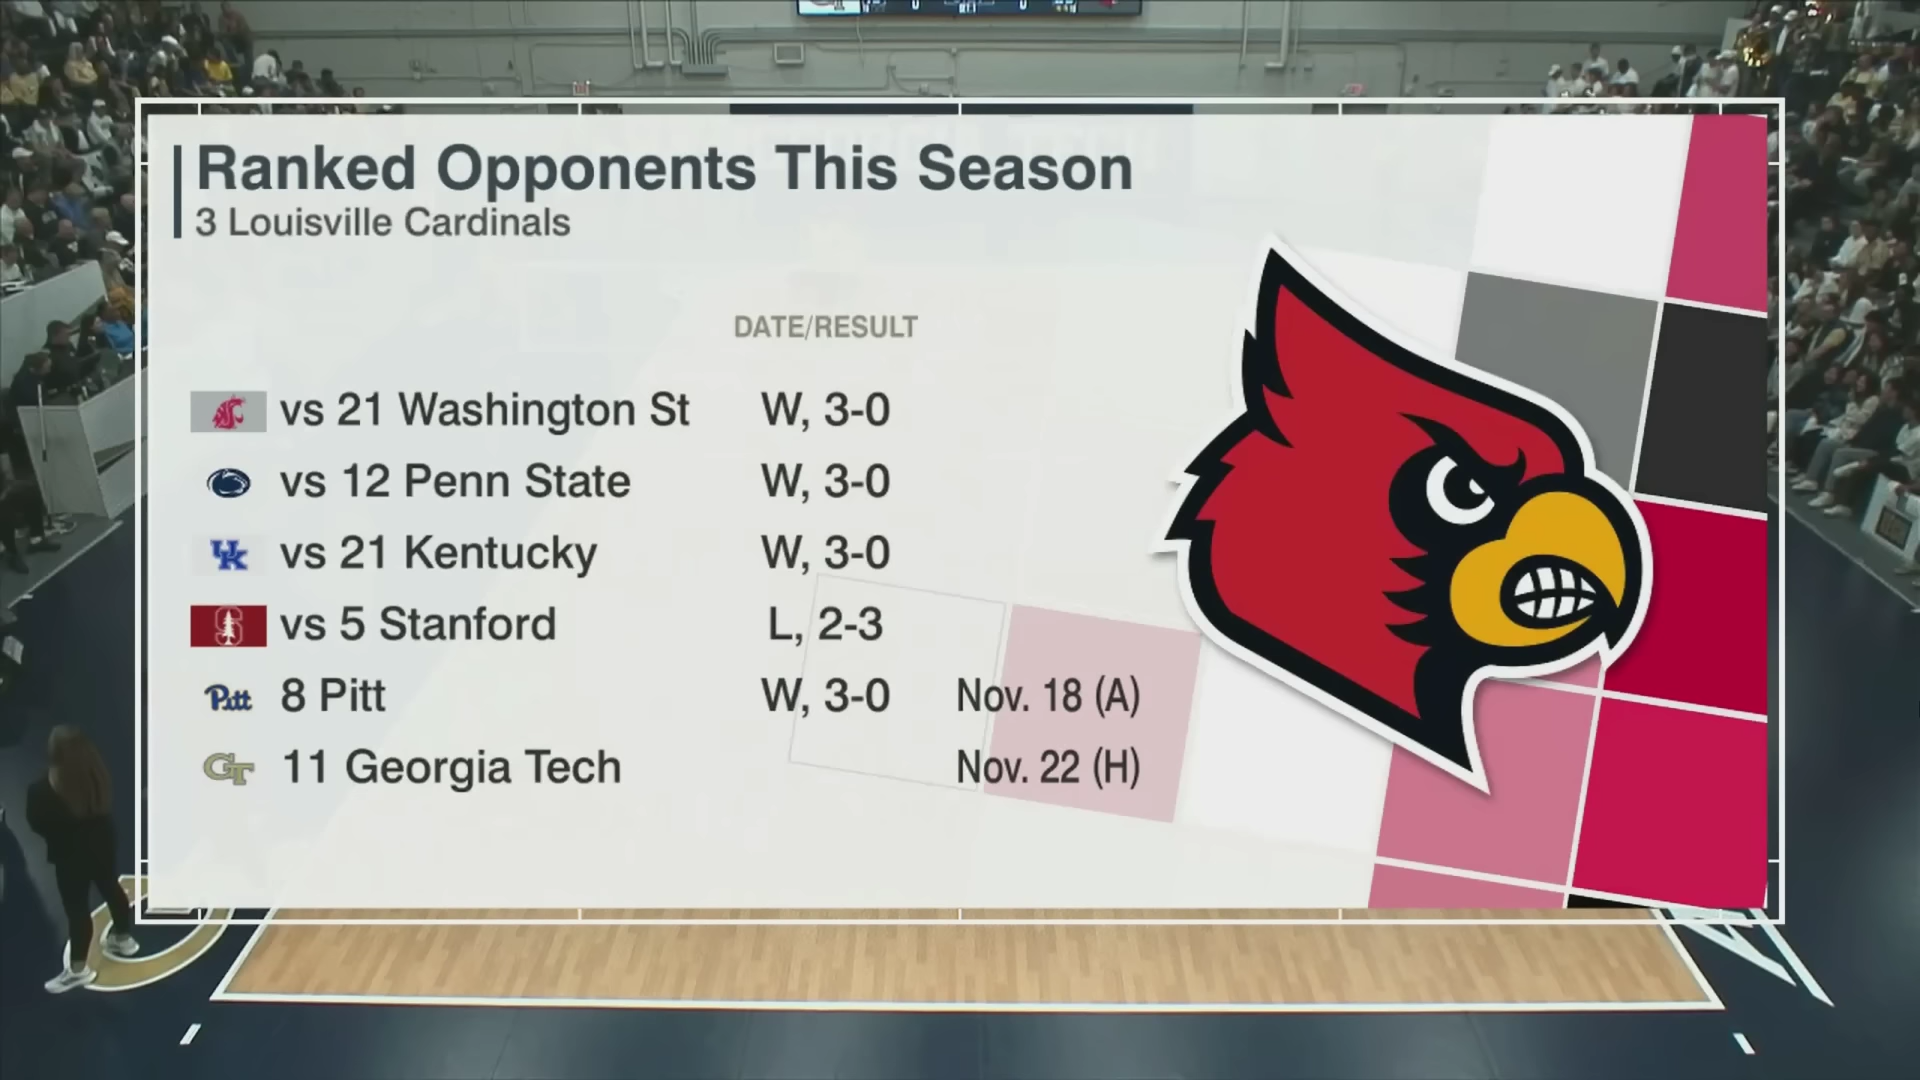 Ranked Opponents This Season
3 Louisville Cardinals
DATE/RESULT
vs 21 Washington St W, 3-0
vs 12 Penn State W, 3-0
UK vs 21 Kentucky W, 3-0
S vs 5 Stanford L, 2-3
Pitt 8 Pitt W, 3-0 Nov. 18 (A)
GT 11 Georgia Tech Nov. 22 (H)